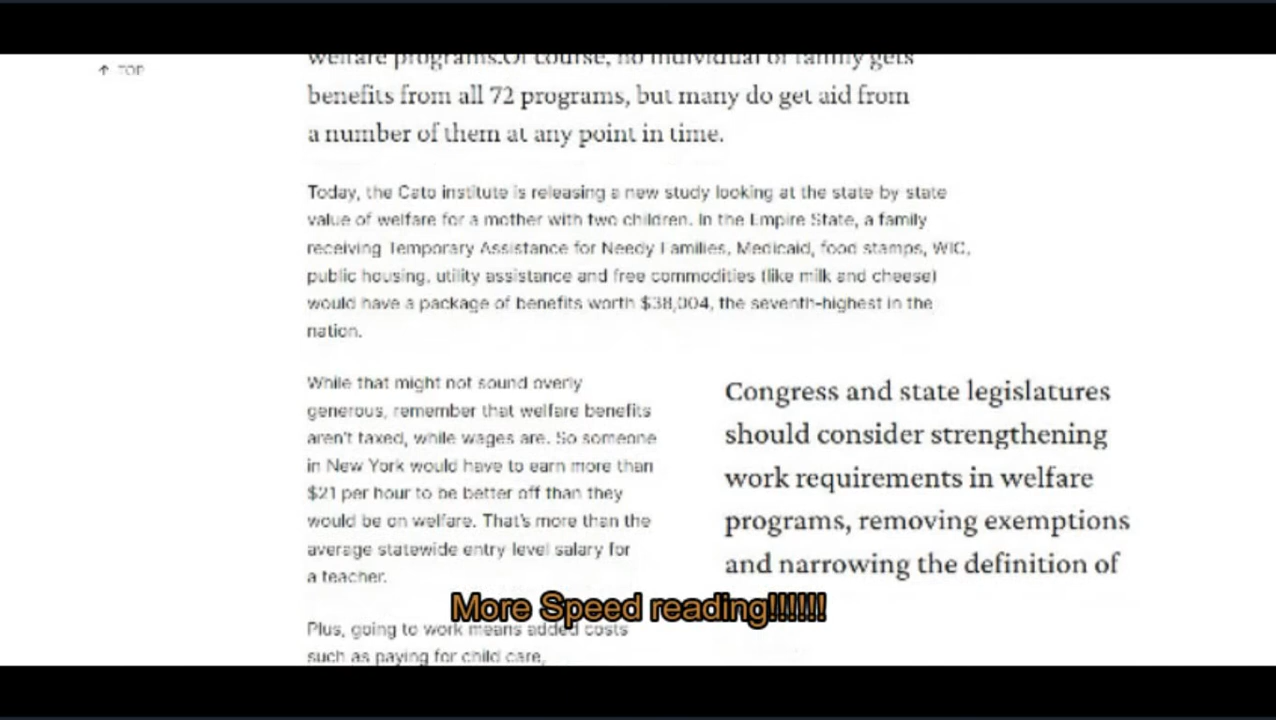 ↑ TOP
welfare programs.Of course, no individual or family gets
benefits from all 72 programs, but many do get aid from
a number of them at any point in time.
Today, the Cato institute is releasing a new study looking at the state by state
value of welfare for a mother with two children. In the Empire State, a family
receiving Temporary Assistance for Needy Families, Medicaid, food stamps, WIC,
public housing, utility assistance and free commodities (like milk and cheese)
would have a package of benefits worth $38,004, the seventh-highest in the
nation.
While that might not sound overly
generous, remember that welfare benefits
aren't taxed, while wages are. So someone
in New York would have to earn more than
$21 per hour to be better off than they
would be on welfare. That's more than the
average statewide entry level salary for
a teacher.
Plus, going to work means added costs
such as paying for child care,
Congress and state legislatures
should consider strengthening
work requirements in welfare
programs, removing exemptions
and narrowing the definition of
More Speed reading!!!!!!